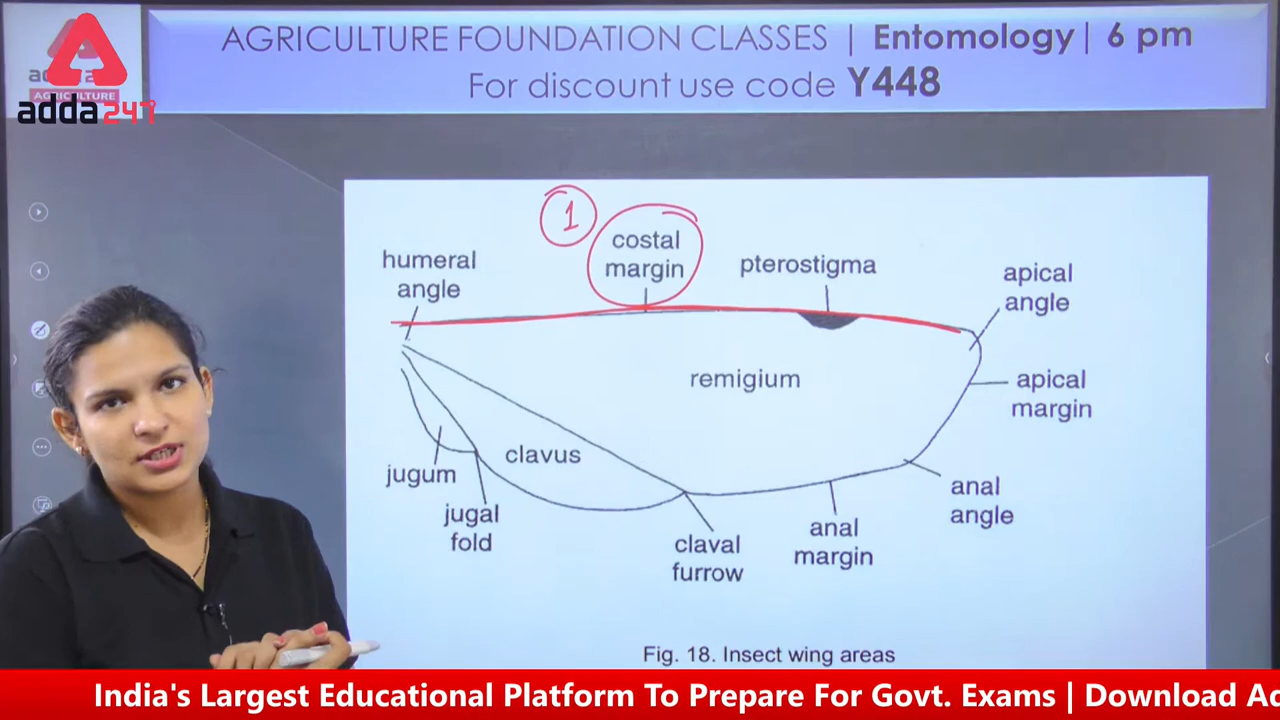 AGRICULTURE FOUNDATION CLASSES | Entomology| 6 pm
For discount use code Y448
AGRICULTURE
adda247
1
costal
margin
humeral
angle
pterostigma
apical
angle
remigium
apical
margin
clavus
jugum
jugal
fold
anal
angle
anal
margin
claval
furrow
Fig. 18. Insect wing areas
India's Largest Educational Platform To Prepare For Govt. Exams | Download Ad